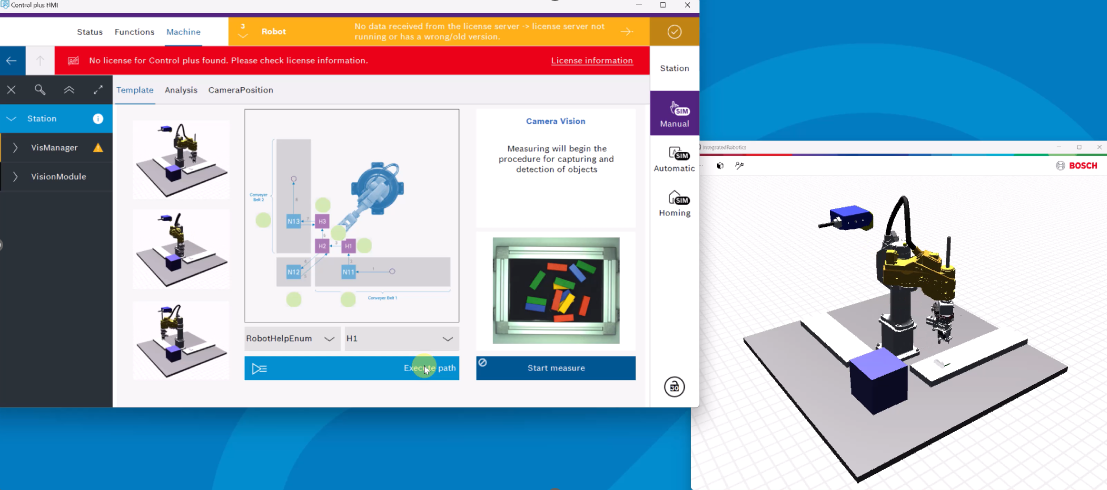 Control plus HMI
Status Functions Machine
3
Robot
No data received from the license server → license server not
running or has a wrong/old version.
No license for Control plus found. Please check license information.
License information
Station
Template Analysis CameraPosition
Station
VisManager
VisionModule
Conveyor
Belt 2
N13
H3
H2
H1
N12
N11
Conveyor Belt 1
RobotHelpEnum
H1
Execute path
Camera Vision
Measuring will begin the
procedure for capturing and
detection of objects
Start measure
SIM
Manual
SIM
Automatic
SIM
Homing
IntegratedRobotics
BOSCH